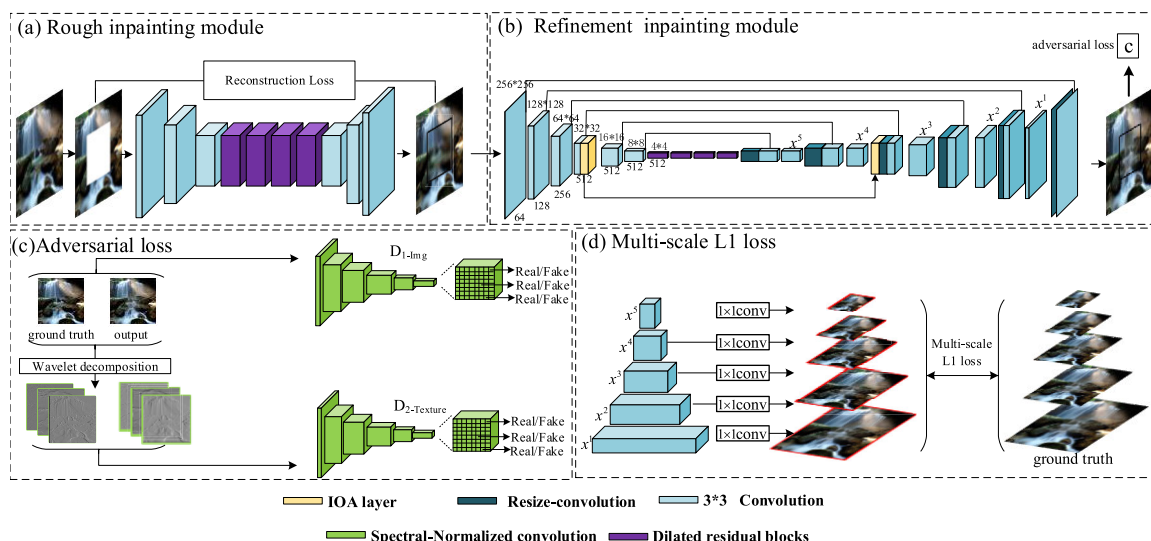 (a) Rough inpainting module
Reconstruction Loss
(b) Refinement inpainting module
adversarial loss
c
256*256
128*128
64*64
32*32
16*16
8*8
4*4
64
128
256
512
512
512
512
x5
x4
x3
x2
x1
(c)Adversarial loss
ground truth output
Wavelet decomposition
D1-Img
Real/Fake
Real/Fake
Real/Fake
D2-Texture
Real/Fake
Real/Fake
Real/Fake
(d) Multi-scale L1 loss
x5
1×1conv
x4
1×1conv
x3
1×1conv
x2
1×1conv
x1
1×1conv
Multi-scale
L1 loss
ground truth
IOA layer
Resize-convolution
3*3 Convolution
Spectral-Normalized convolution
Dilated residual blocks